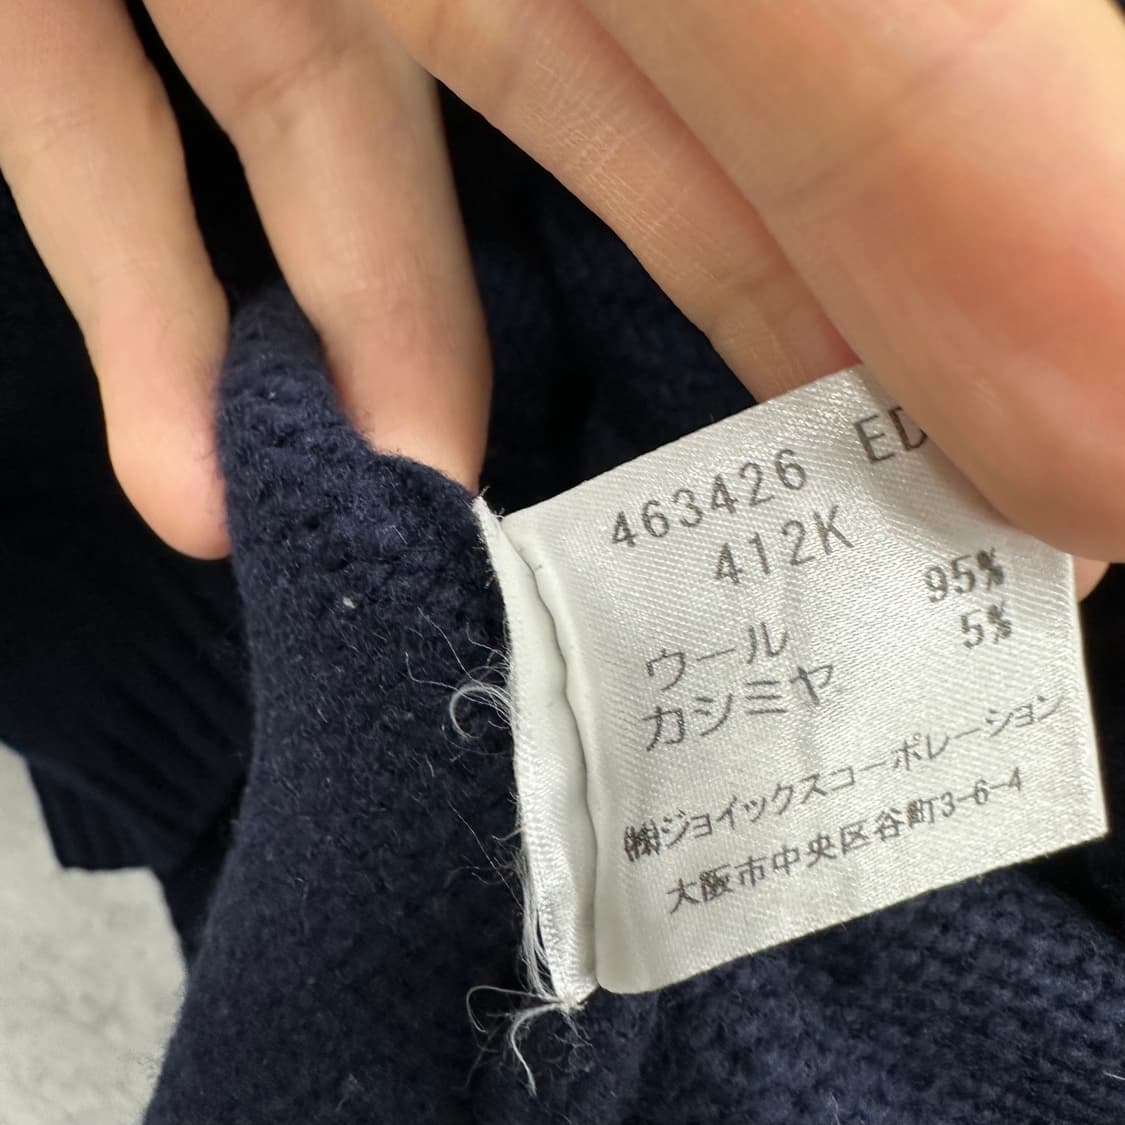 463426 ED
412K
ウール 95%
カシミヤ 5%
㈱ジョイックスコーポレーション
大阪市中央区谷町3-6-4